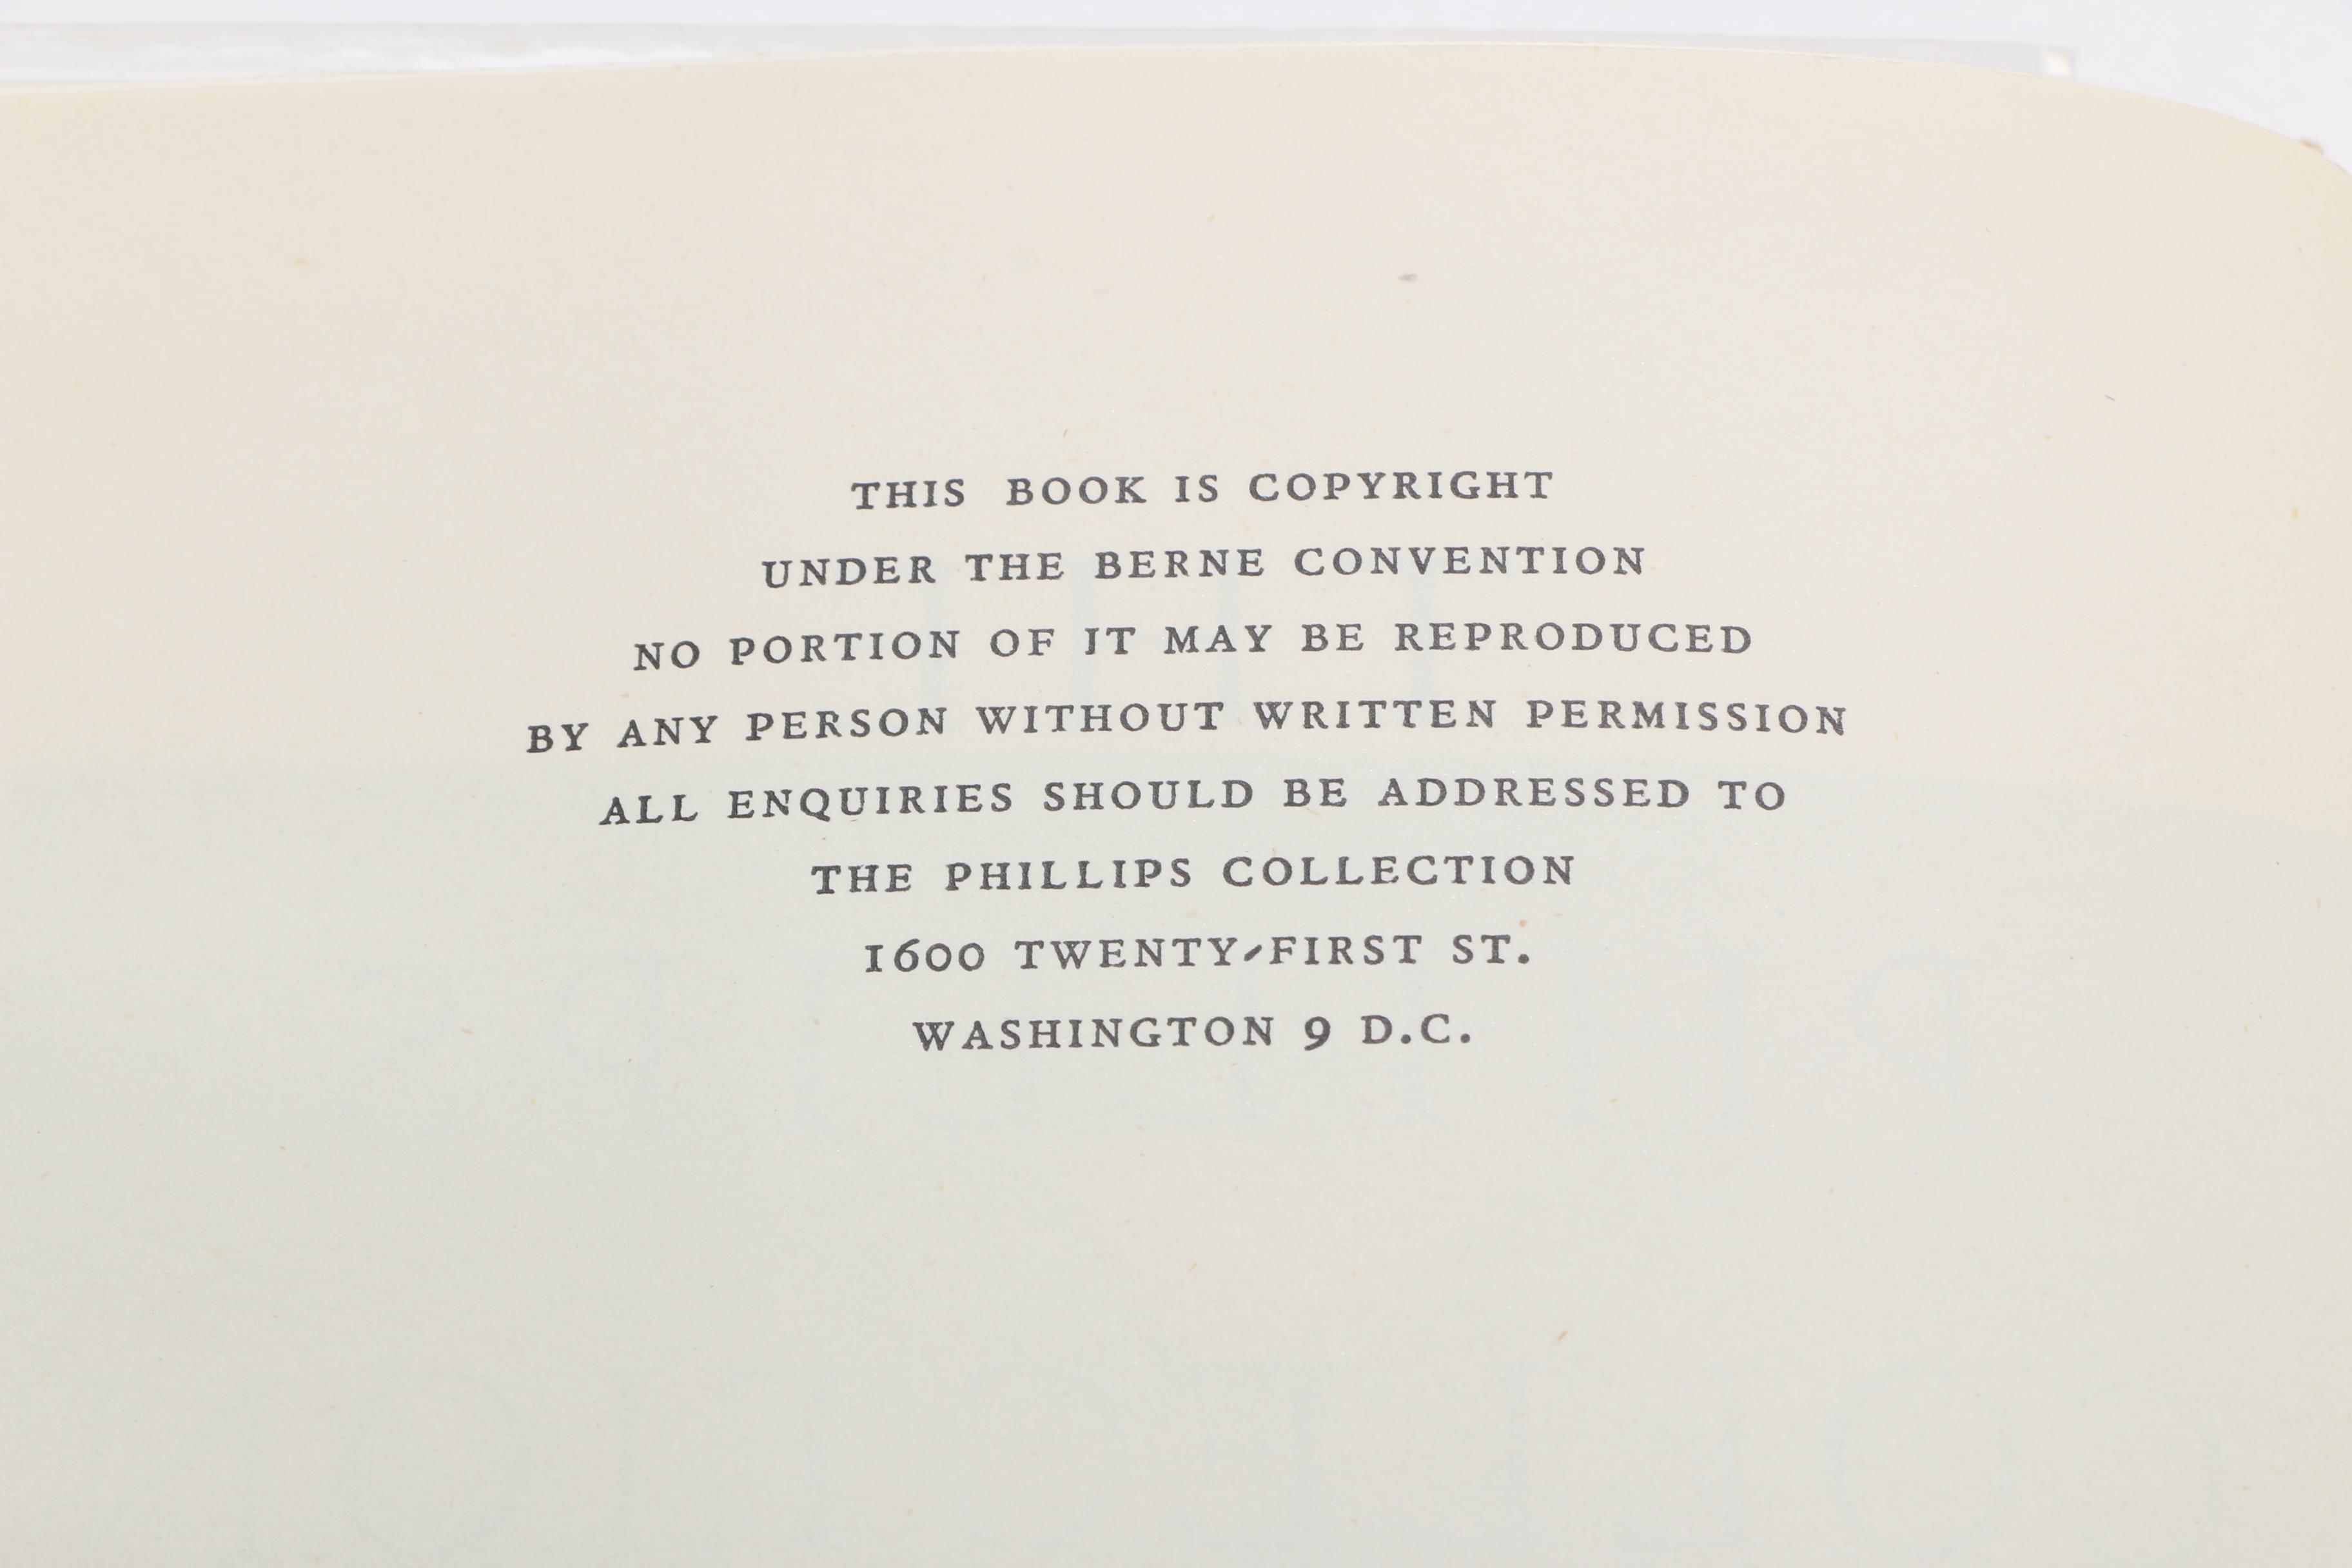 THIS BOOK IS COPYRIGHT
UNDER THE BERNE CONVENTION
NO PORTION OF IT MAY BE REPRODUCED
BY ANY PERSON WITHOUT WRITTEN PERMISSION
ALL ENQUIRIES SHOULD BE ADDRESSED TO
THE PHILLIPS COLLECTION
1600 TWENTY-FIRST ST.
WASHINGTON 9 D.C.